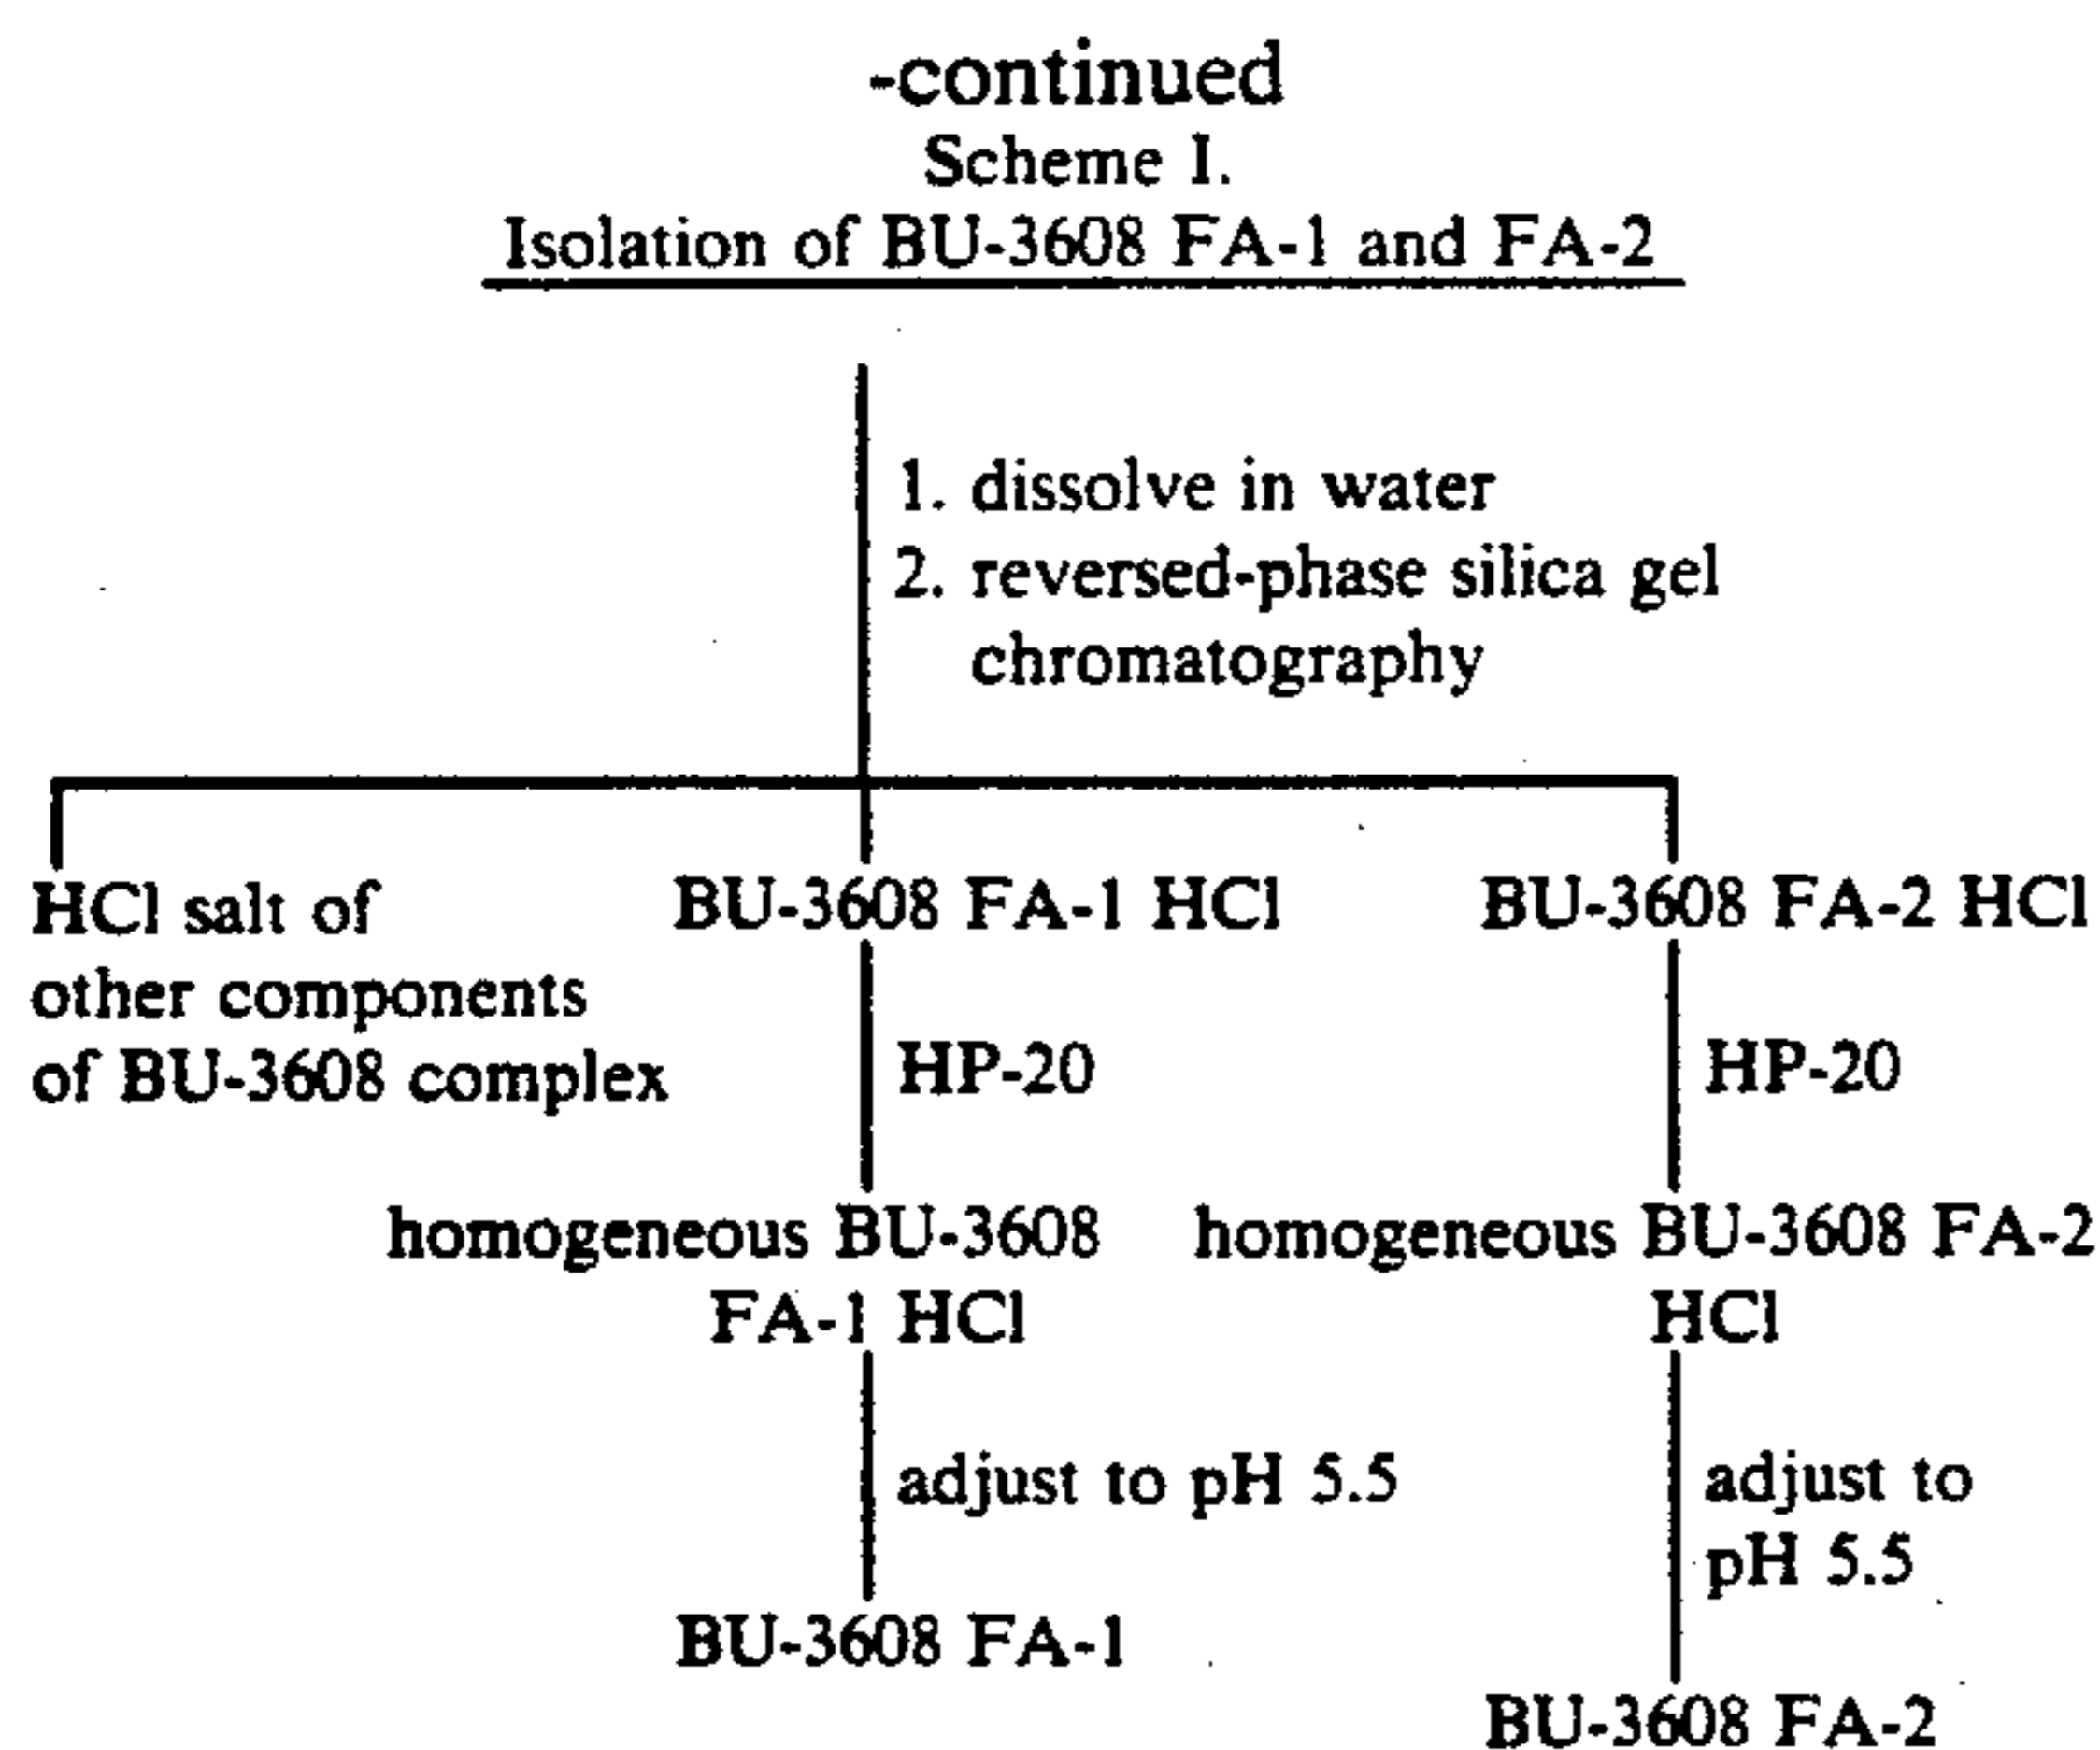 -continued
Scheme I.
Isolation of BU-3608 FA-1 and FA-2
1. dissolve in water
2. reversed-phase silica gel
chromatography
HCl salt of
other components
of BU-3608 complex
BU-3608 FA-1 HCl
BU-3608 FA-2 HCl
HP-20
HP-20
homogeneous BU-3608
FA-1 HCl
homogeneous BU-3608 FA-2
HCl
adjust to pH 5.5
adjust to
pH 5.5
BU-3608 FA-1
BU-3608 FA-2